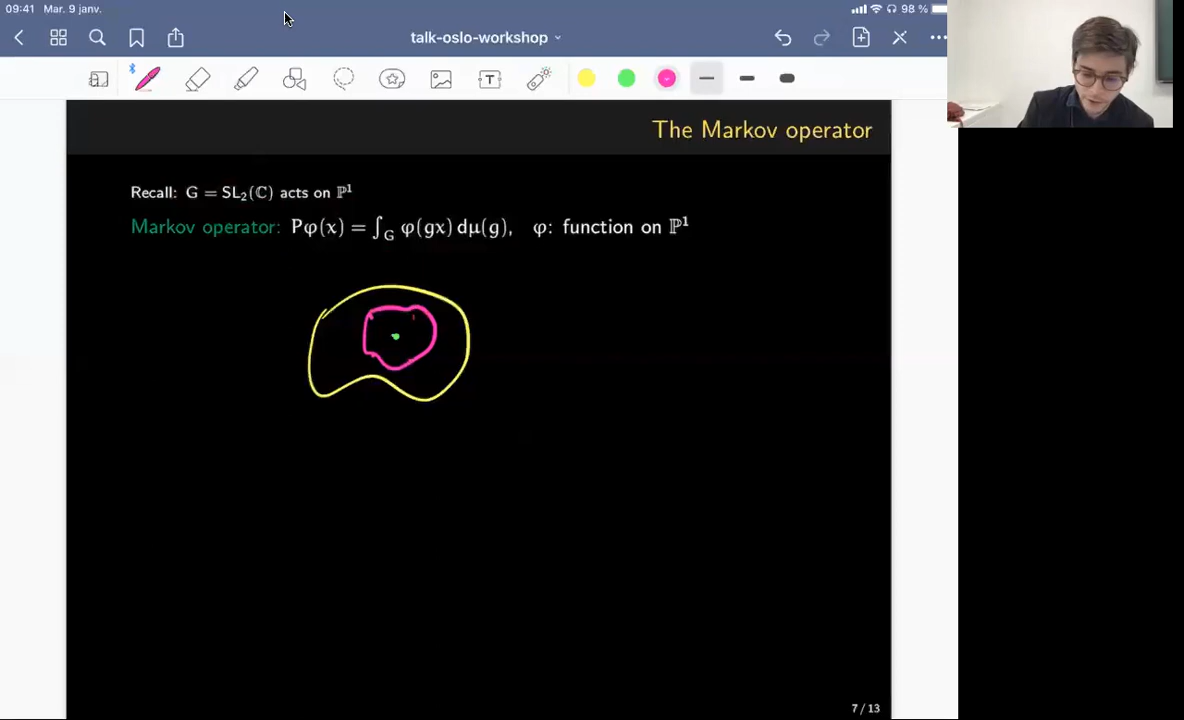 09:41 Mar. 9 janv.
98 %
talk-oslo-workshop
The Markov operator
Recall: G = SL₂(ℂ) acts on ℙ¹
Markov operator: Pφ(x) = ∫_G φ(gx) dμ(g), φ: function on ℙ¹
7 / 13